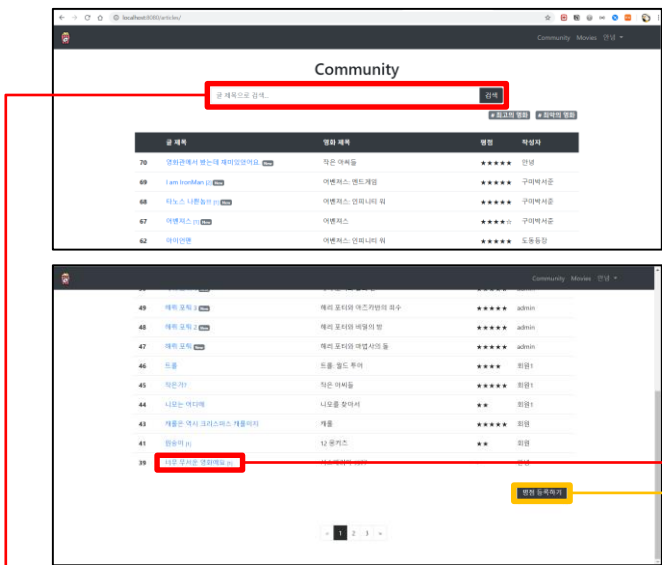 localhost:8080/articles/
Community Movies 안녕
Community
글 제목으로 검색.. 검색
# 최고의 영화 # 최악의 영화
글 제목 영화 제목 평점 작성자
70 영화관에서 봤는데 재미있었어요. New 작은 아씨들 ★★★★★ 안녕
69 I am IronMan [2] New 어벤져스: 엔드게임 ★★★★★ 구미박서준
68 타노스 나쁜놈!! [1] New 어벤져스: 인피니티 워 ★★★★★ 구미박서준
67 어벤져스 [1] New 어벤져스 ★★★★☆ 구미박서준
62 아이언맨 어벤져스: 인피니티 워 ★★★★★ 도동등장
Community Movies 안녕
49 해리 포터 3 New 해리 포터와 아즈카반의 죄수 ★★★★★ admin
48 해리 포터 2 New 해리 포터와 비밀의 방 ★★★★★ admin
47 해리 포터 New 해리 포터와 마법사의 돌 ★★★★★ admin
46 트롤 트롤: 월드 투어 ★★★★ 회원1
45 작은가? 작은 아씨들 ★★★★★ 회원1
44 니모는 어디에 니모를 찾아서 ★★ 회원1
43 캐롤은 역시 크리스마스 캐롤이지 캐롤 ★★★★★ 회원
41 원숭이 [1] 12 몽키즈 ★★ 회원
39 너무 무서운 영화예요 [1]
평점 등록하기
« 1 2 3 »